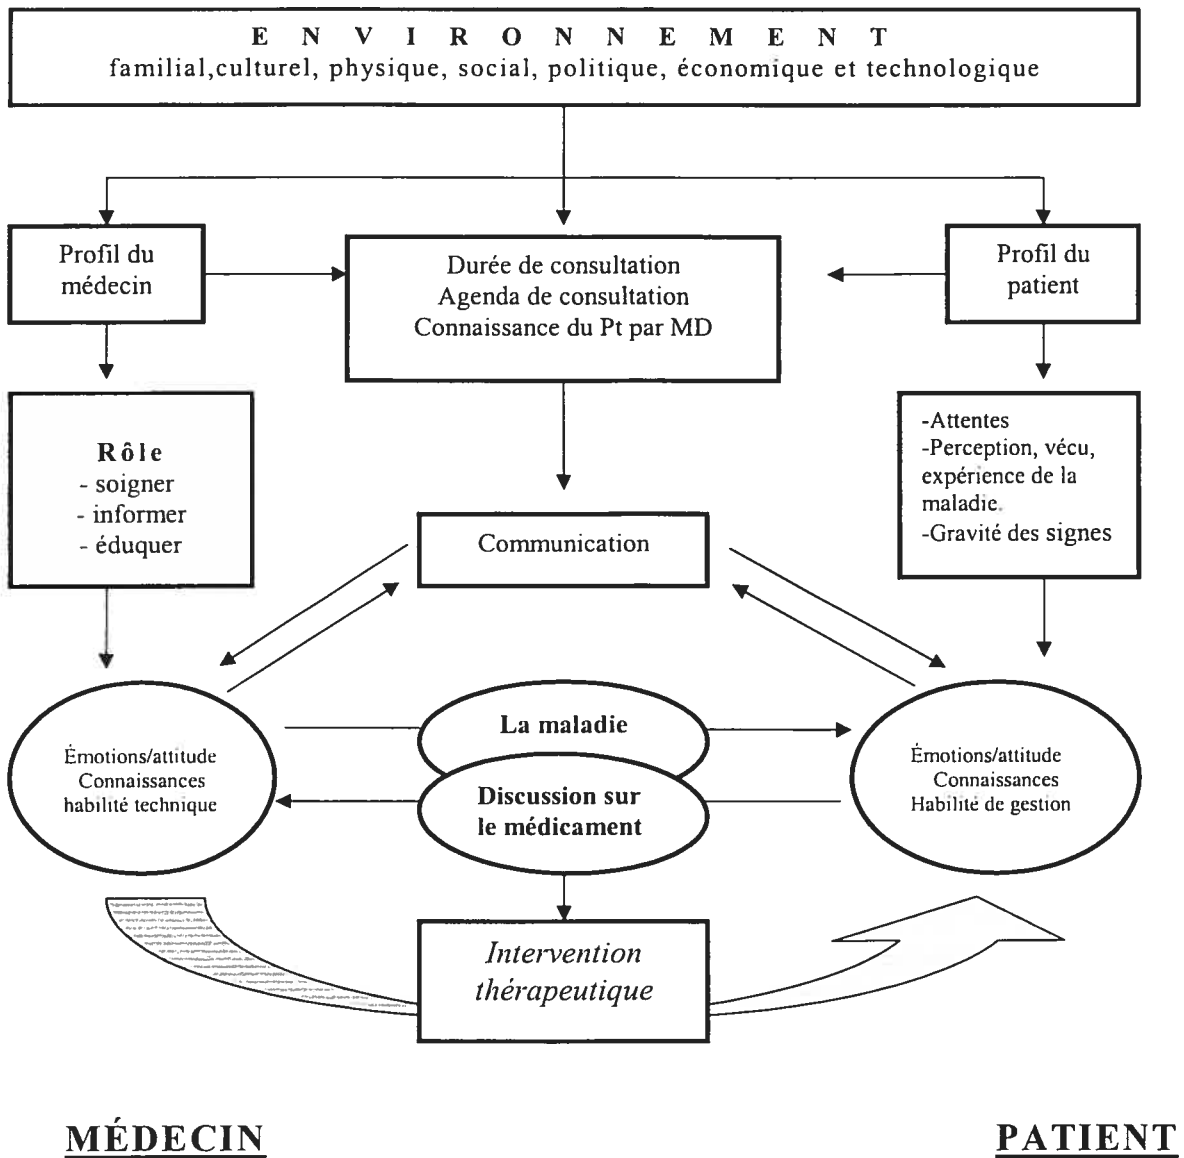 E N V I R O N N E M E N T
familial,culturel, physique, social, politique, économique et technologique
Profil du
médecin
Durée de consultation
Agenda de consultation
Connaissance du Pt par MD
Profil du
patient
Rôle
- soigner
- informer
- éduquer
Communication
-Attentes
-Perception, vécu,
expérience de la
maladie.
-Gravité des signes
Émotions/attitude
Connaissances
habilité technique
La maladie
Discussion sur
le médicament
Émotions/attitude
Connaissances
Habilité de gestion
Intervention
thérapeutique
MÉDECIN
PATIENT